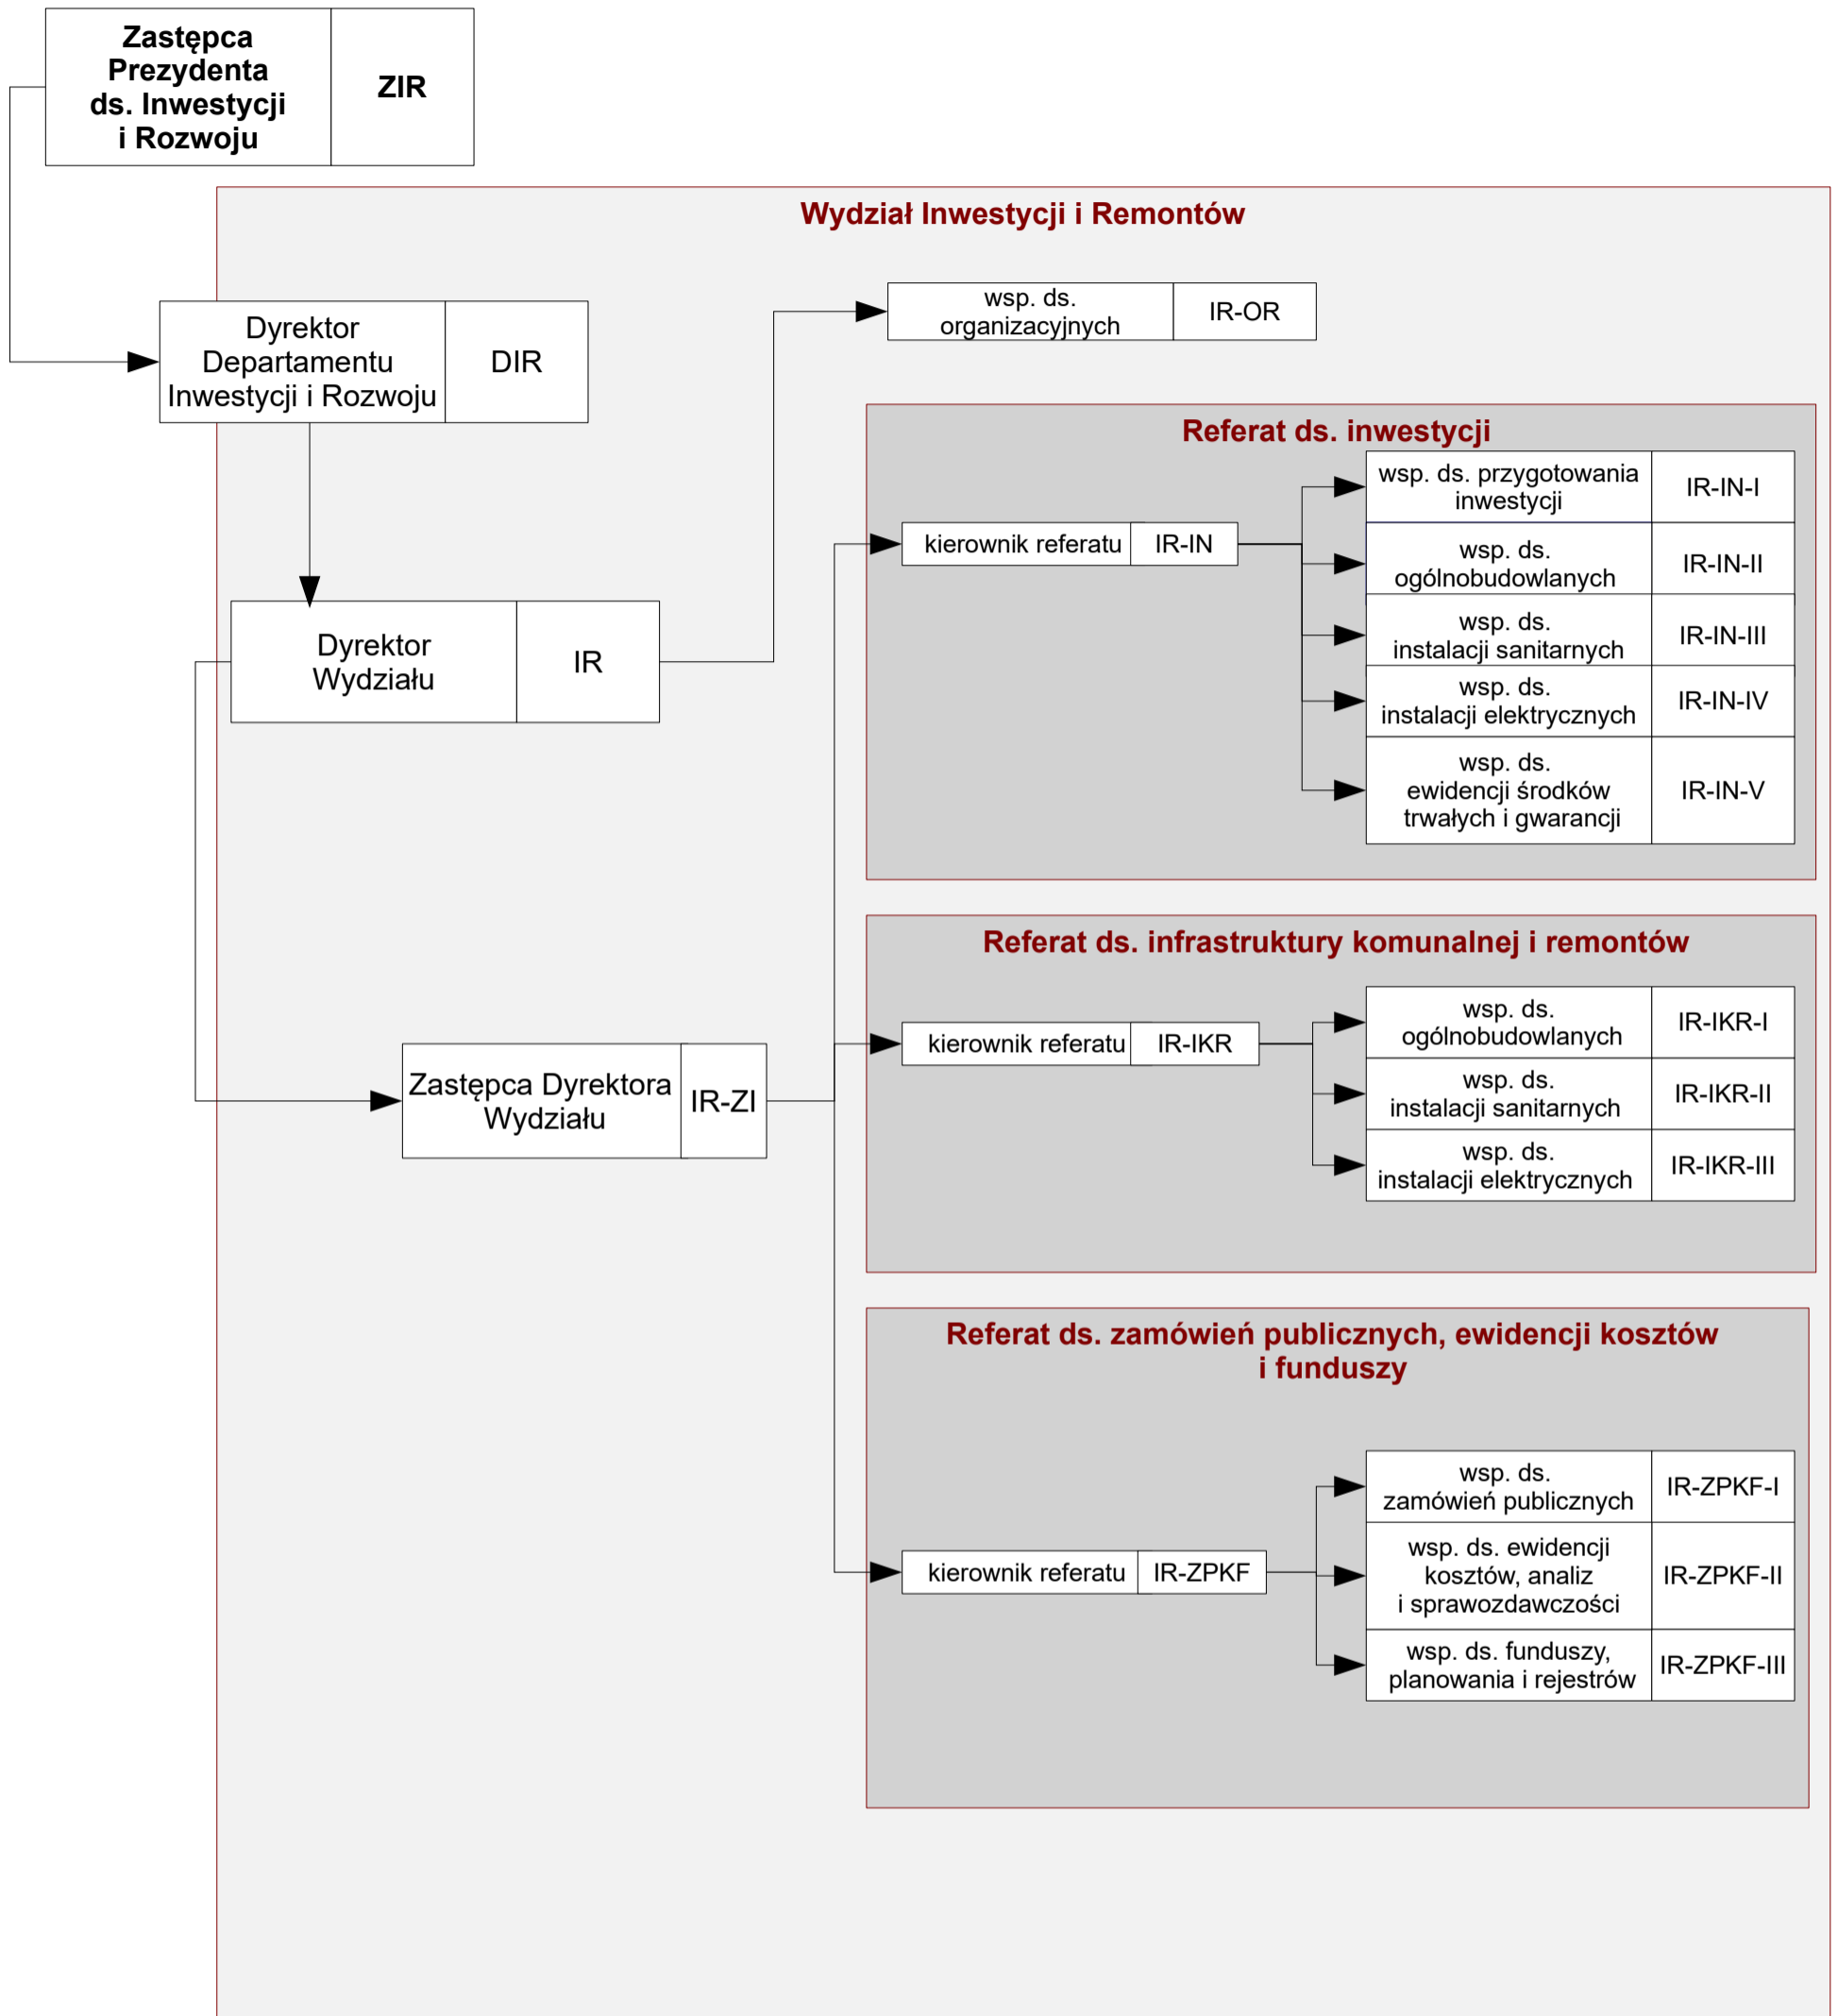 Zastępca
Prezydenta
ds. Inwestycji
i Rozwoju
ZIR
Wydział Inwestycji i Remontów
Dyrektor
Departamentu
Inwestycji i Rozwoju
DIR
wsp. ds.
organizacyjnych
IR-OR
Dyrektor
Wydziału
IR
Zastępca Dyrektora
Wydziału
IR-ZI
Referat ds. inwestycji
kierownik referatu
IR-IN
wsp. ds. przygotowania
inwestycji
IR-IN-I
wsp. ds.
ogólnobudowlanych
IR-IN-II
wsp. ds.
instalacji sanitarnych
IR-IN-III
wsp. ds.
instalacji elektrycznych
IR-IN-IV
wsp. ds.
ewidencji środków
trwałych i gwarancji
IR-IN-V
Referat ds. infrastruktury komunalnej i remontów
kierownik referatu
IR-IKR
wsp. ds.
ogólnobudowlanych
IR-IKR-I
wsp. ds.
instalacji sanitarnych
IR-IKR-II
wsp. ds.
instalacji elektrycznych
IR-IKR-III
Referat ds. zamówień publicznych, ewidencji kosztów
i funduszy
kierownik referatu
IR-ZPKF
wsp. ds.
zamówień publicznych
IR-ZPKF-I
wsp. ds. ewidencji
kosztów, analiz
i sprawozdawczości
IR-ZPKF-II
wsp. ds. funduszy,
planowania i rejestrów
IR-ZPKF-III